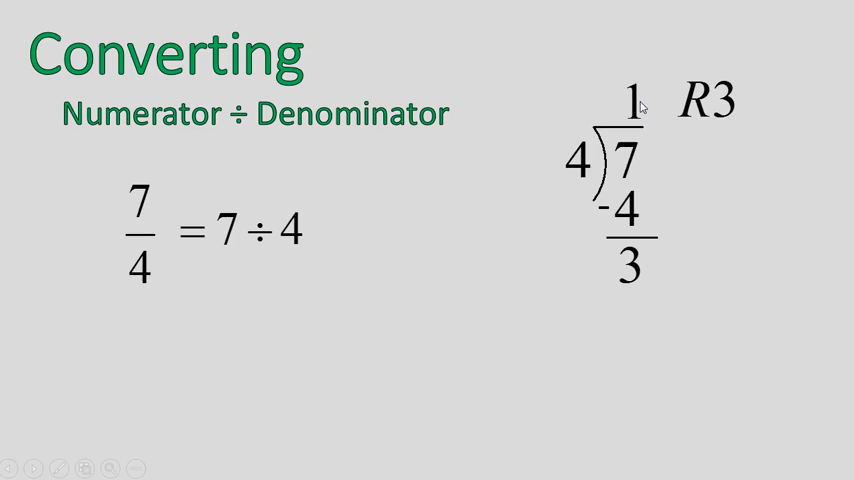 Converting
Numerator ÷ Denominator
7
4
= 7 ÷ 4
1 R3
4 7
-4
3